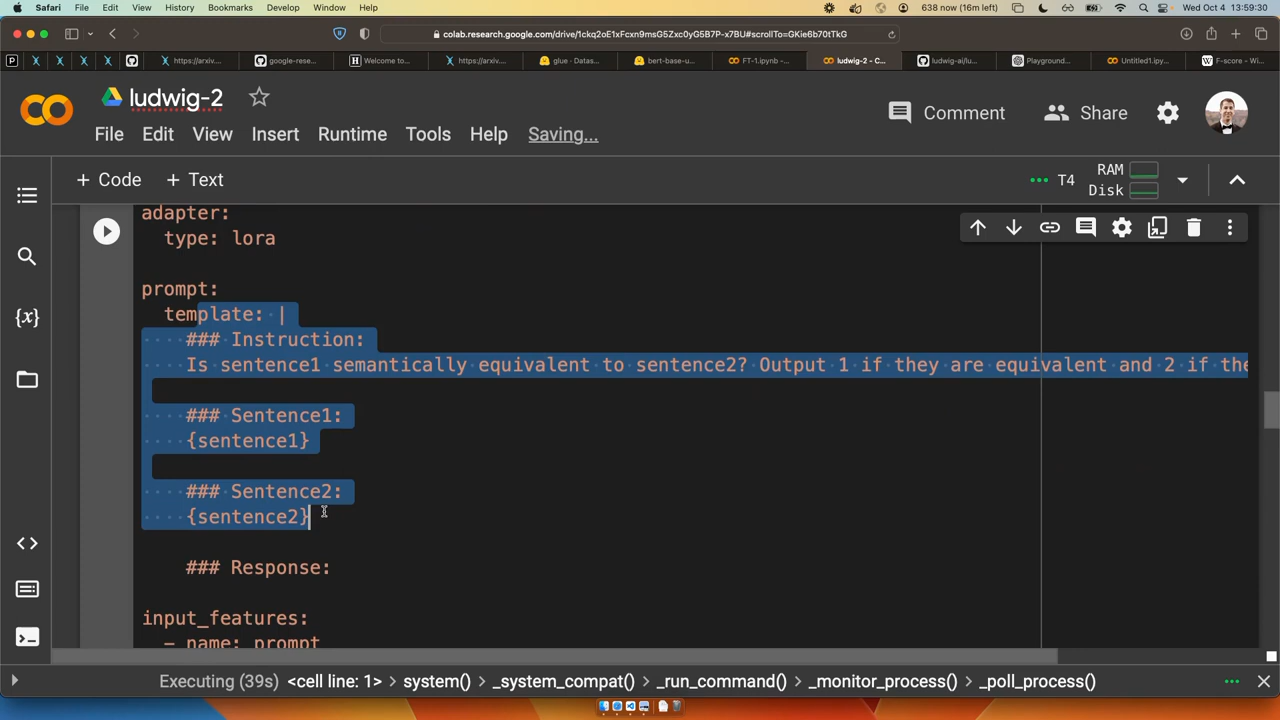 Safari File Edit View History Bookmarks Develop Window Help 638 now (16m left) Wed Oct 4 13:59:30
colab.research.google.com/drive/1ckq2oE1xFcxn9msG5Zxc0yG5B7P-x7BU#scrollTo=GKie6b70tTkG
https://arxiv. google-rese... Welcome to... https://arxiv. glue · Datas... bert-base-u... FT-1.ipynb -... ludwig-2 - C... ludwig-ai/lu... Playground... Untitled1.ipy... F-score - Wi...
ludwig-2
Comment Share
File Edit View Insert Runtime Tools Help Saving...
+ Code + Text
RAM
Disk
T4
adapter:
type: lora
prompt:
template: |
### Instruction:
Is sentence1 semantically equivalent to sentence2? Output 1 if they are equivalent and 2 if the
### Sentence1:
{sentence1}
### Sentence2:
{sentence2}
### Response:
input_features:
- name: prompt
Executing (39s) <cell line: 1> system() _system_compat() _run_command() _monitor_process() _poll_process()